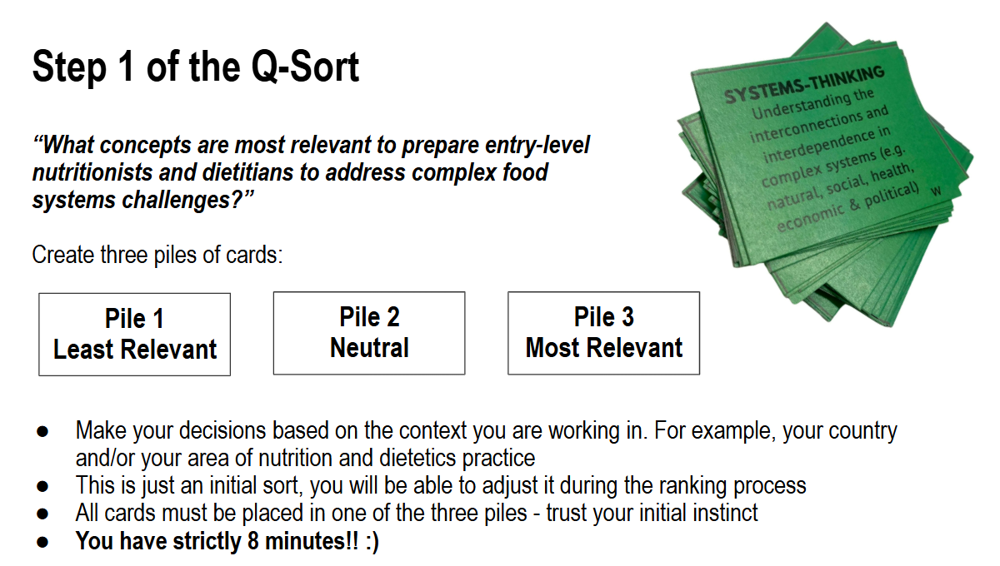 Step 1 of the Q-Sort
“What concepts are most relevant to prepare entry-level
nutritionists and dietitians to address complex food
systems challenges?”
Create three piles of cards:
Pile 1
Least Relevant
Pile 2
Neutral
Pile 3
Most Relevant
● Make your decisions based on the context you are working in. For example, your country
and/or your area of nutrition and dietetics practice
● This is just an initial sort, you will be able to adjust it during the ranking process
● All cards must be placed in one of the three piles - trust your initial instinct
● You have strictly 8 minutes!! :)
SYSTEMS-THINKING
Understanding the
interconnections and
interdependence in
complex systems (e.g.
natural, social, health,
economic & political)
W